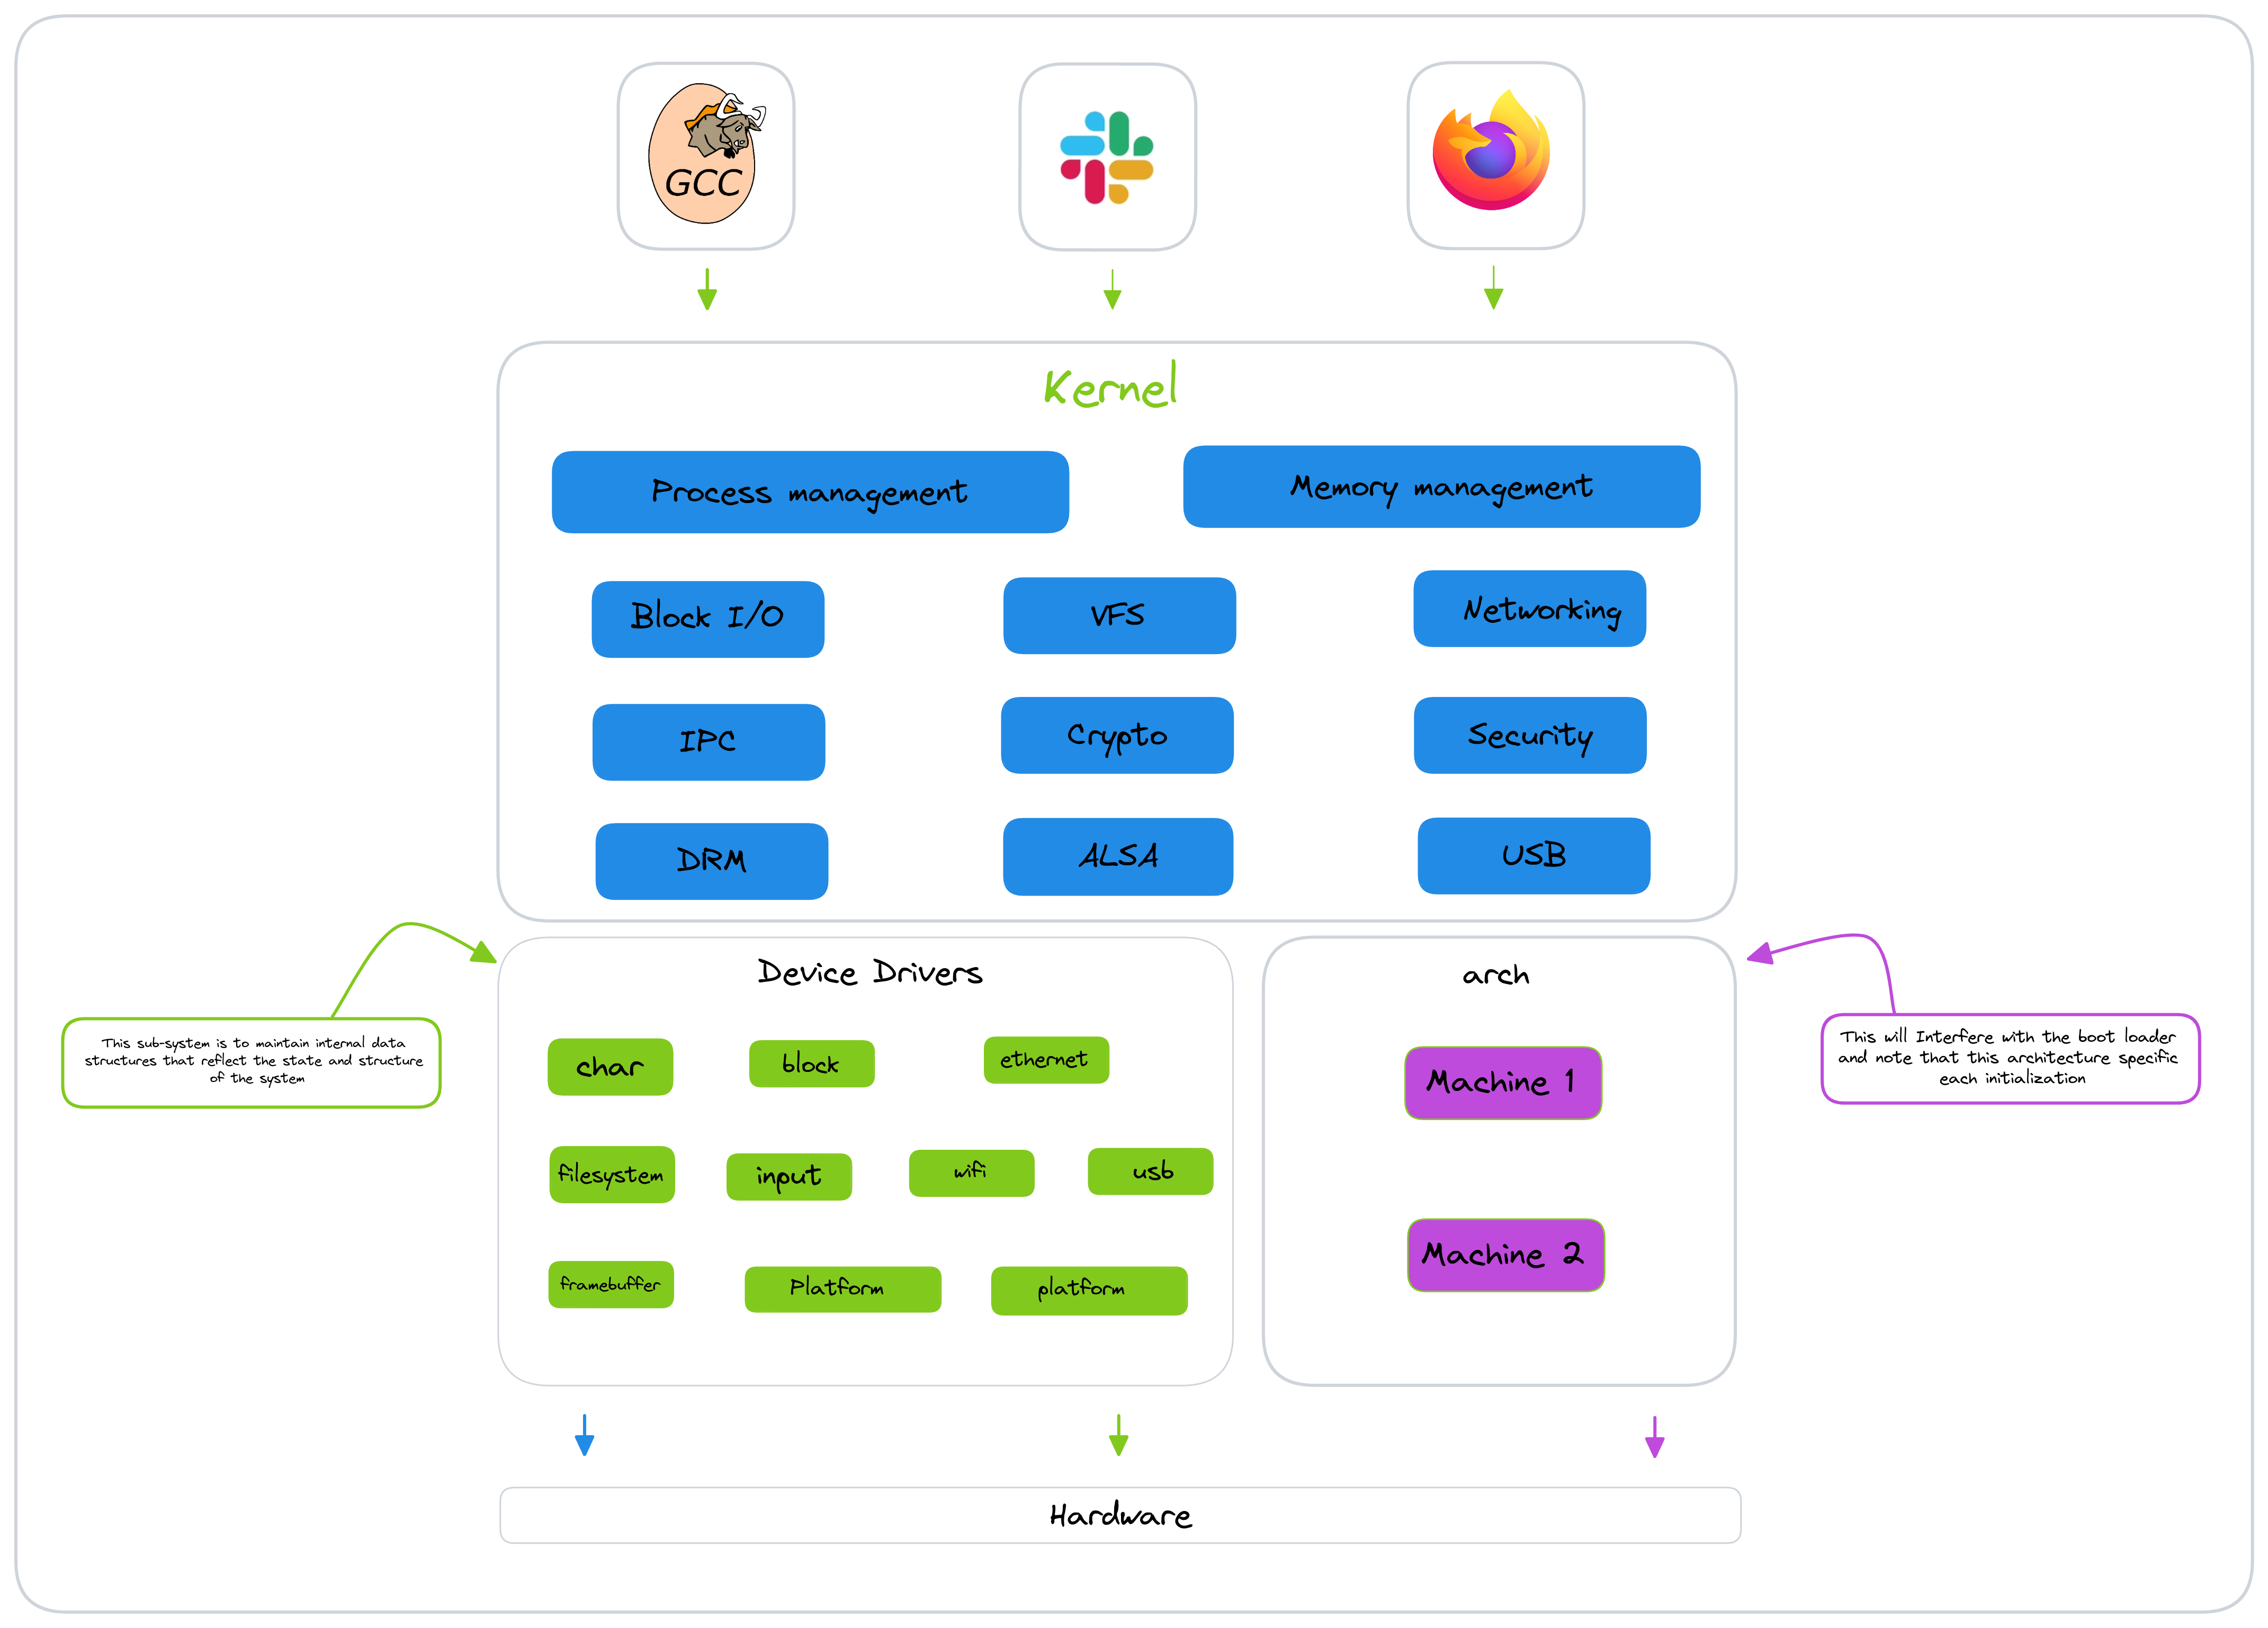 GCC
Kernel
Process management
Memory management
Block I/O
VFS
Networking
IPC
Crypto
Security
DRM
ALSA
USB
Device Drivers
arch
This sub-system is to maintain internal data
structures that reflect the state and structure
of the system
char
block
ethernet
filesystem
input
wifi
usb
framebuffer
Platform
platform
Machine 1
Machine 2
This will Interfere with the boot loader
and note that this architecture specific
each initialization
Hardware